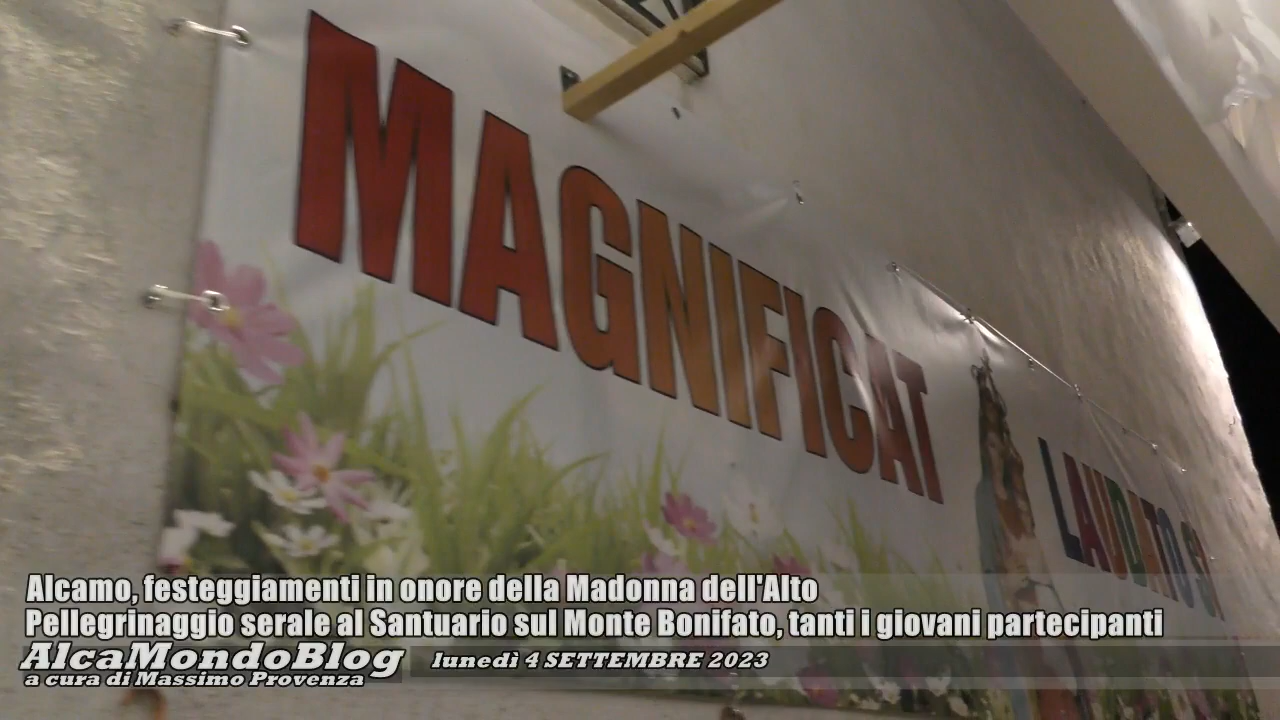 MAGNIFICAT
LAUDATO SI
Alcamo, festeggiamenti in onore della Madonna dell'Alto
Pellegrinaggio serale al Santuario sul Monte Bonifato, tanti i giovani partecipanti
AlcaMondoBlog lunedì 4 SETTEMBRE 2023
a cura di Massimo Provenza